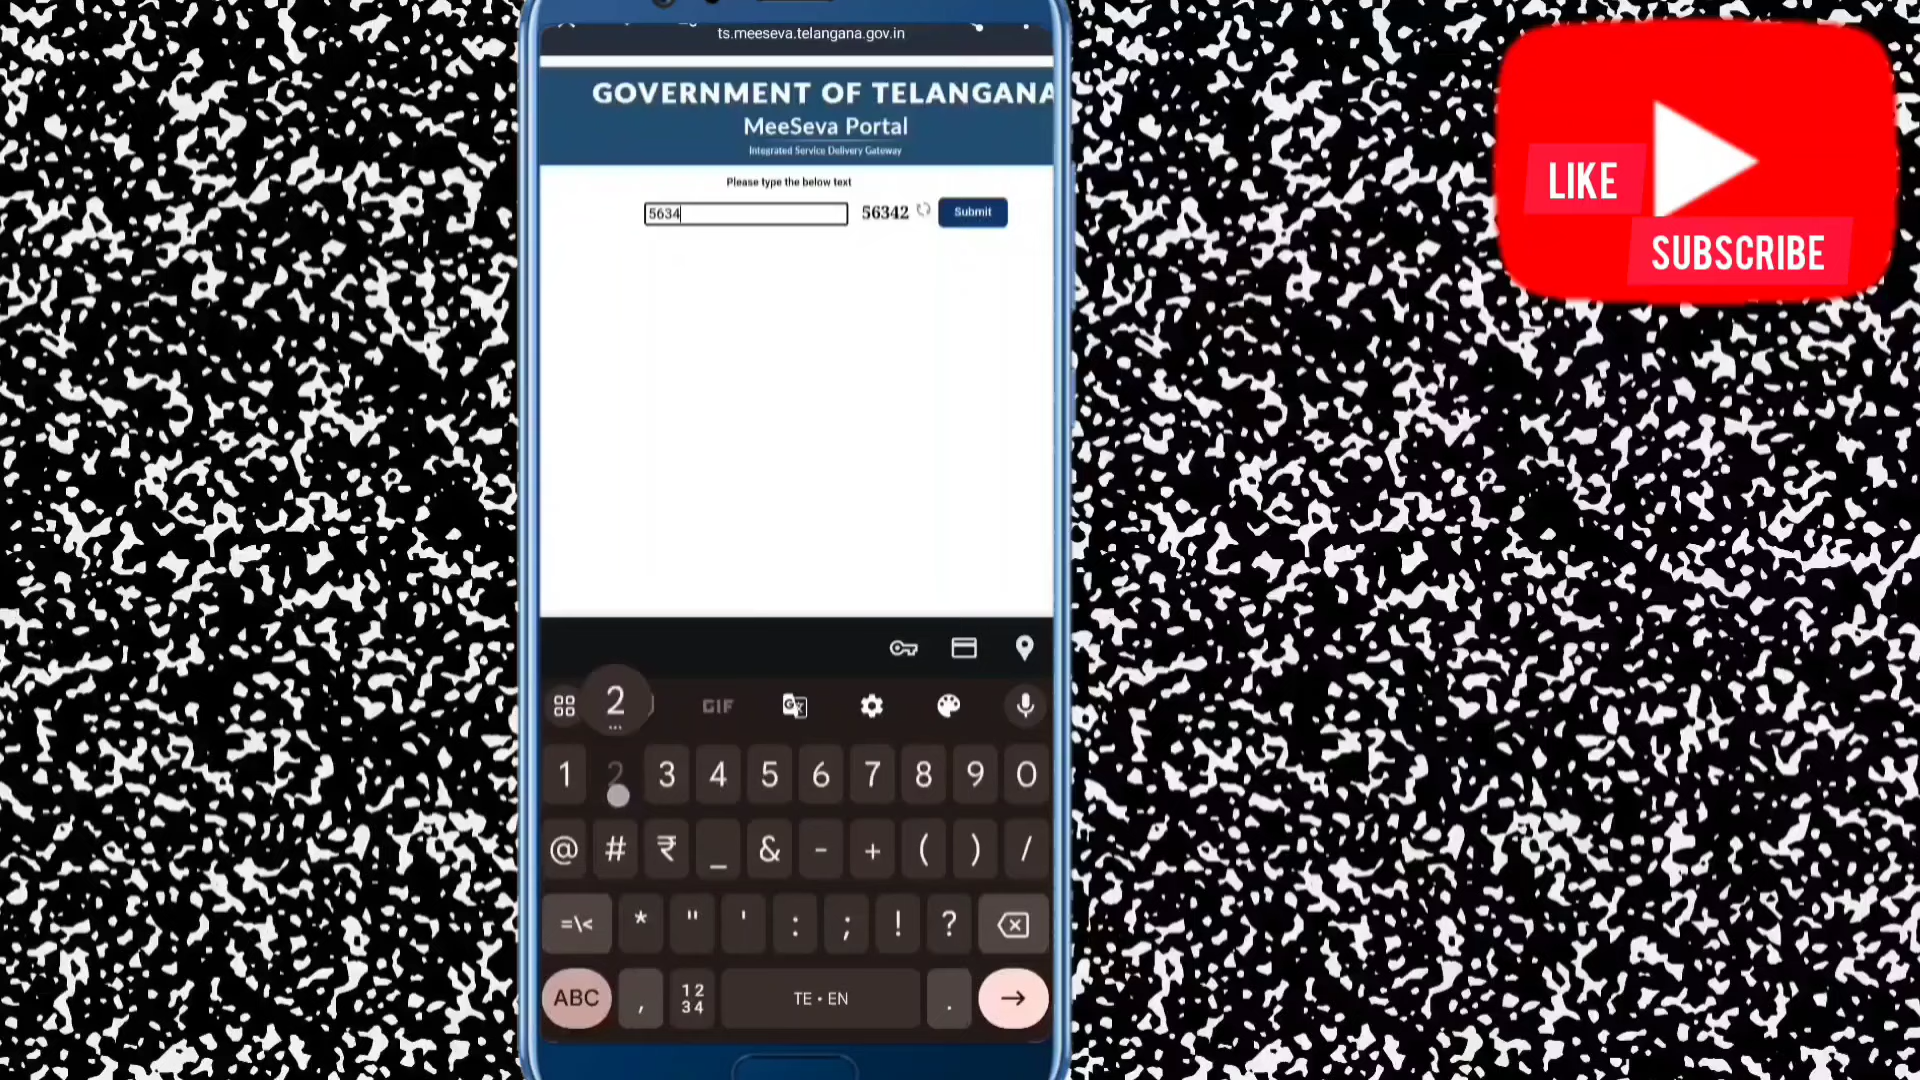 ts.meeseva.telangana.gov.in
GOVERNMENT OF TELANGANA
MeeSeva Portal
Integrated Service Delivery Gateway
Please type the below text
5634 56342 Submit
LIKE
SUBSCRIBE
2
GIF
1 2 3 4 5 6 7 8 9 0
@ # ₹ _ & - + ( ) /
=\< * " ' : ; ! ?
ABC , 12 34 TE • EN .